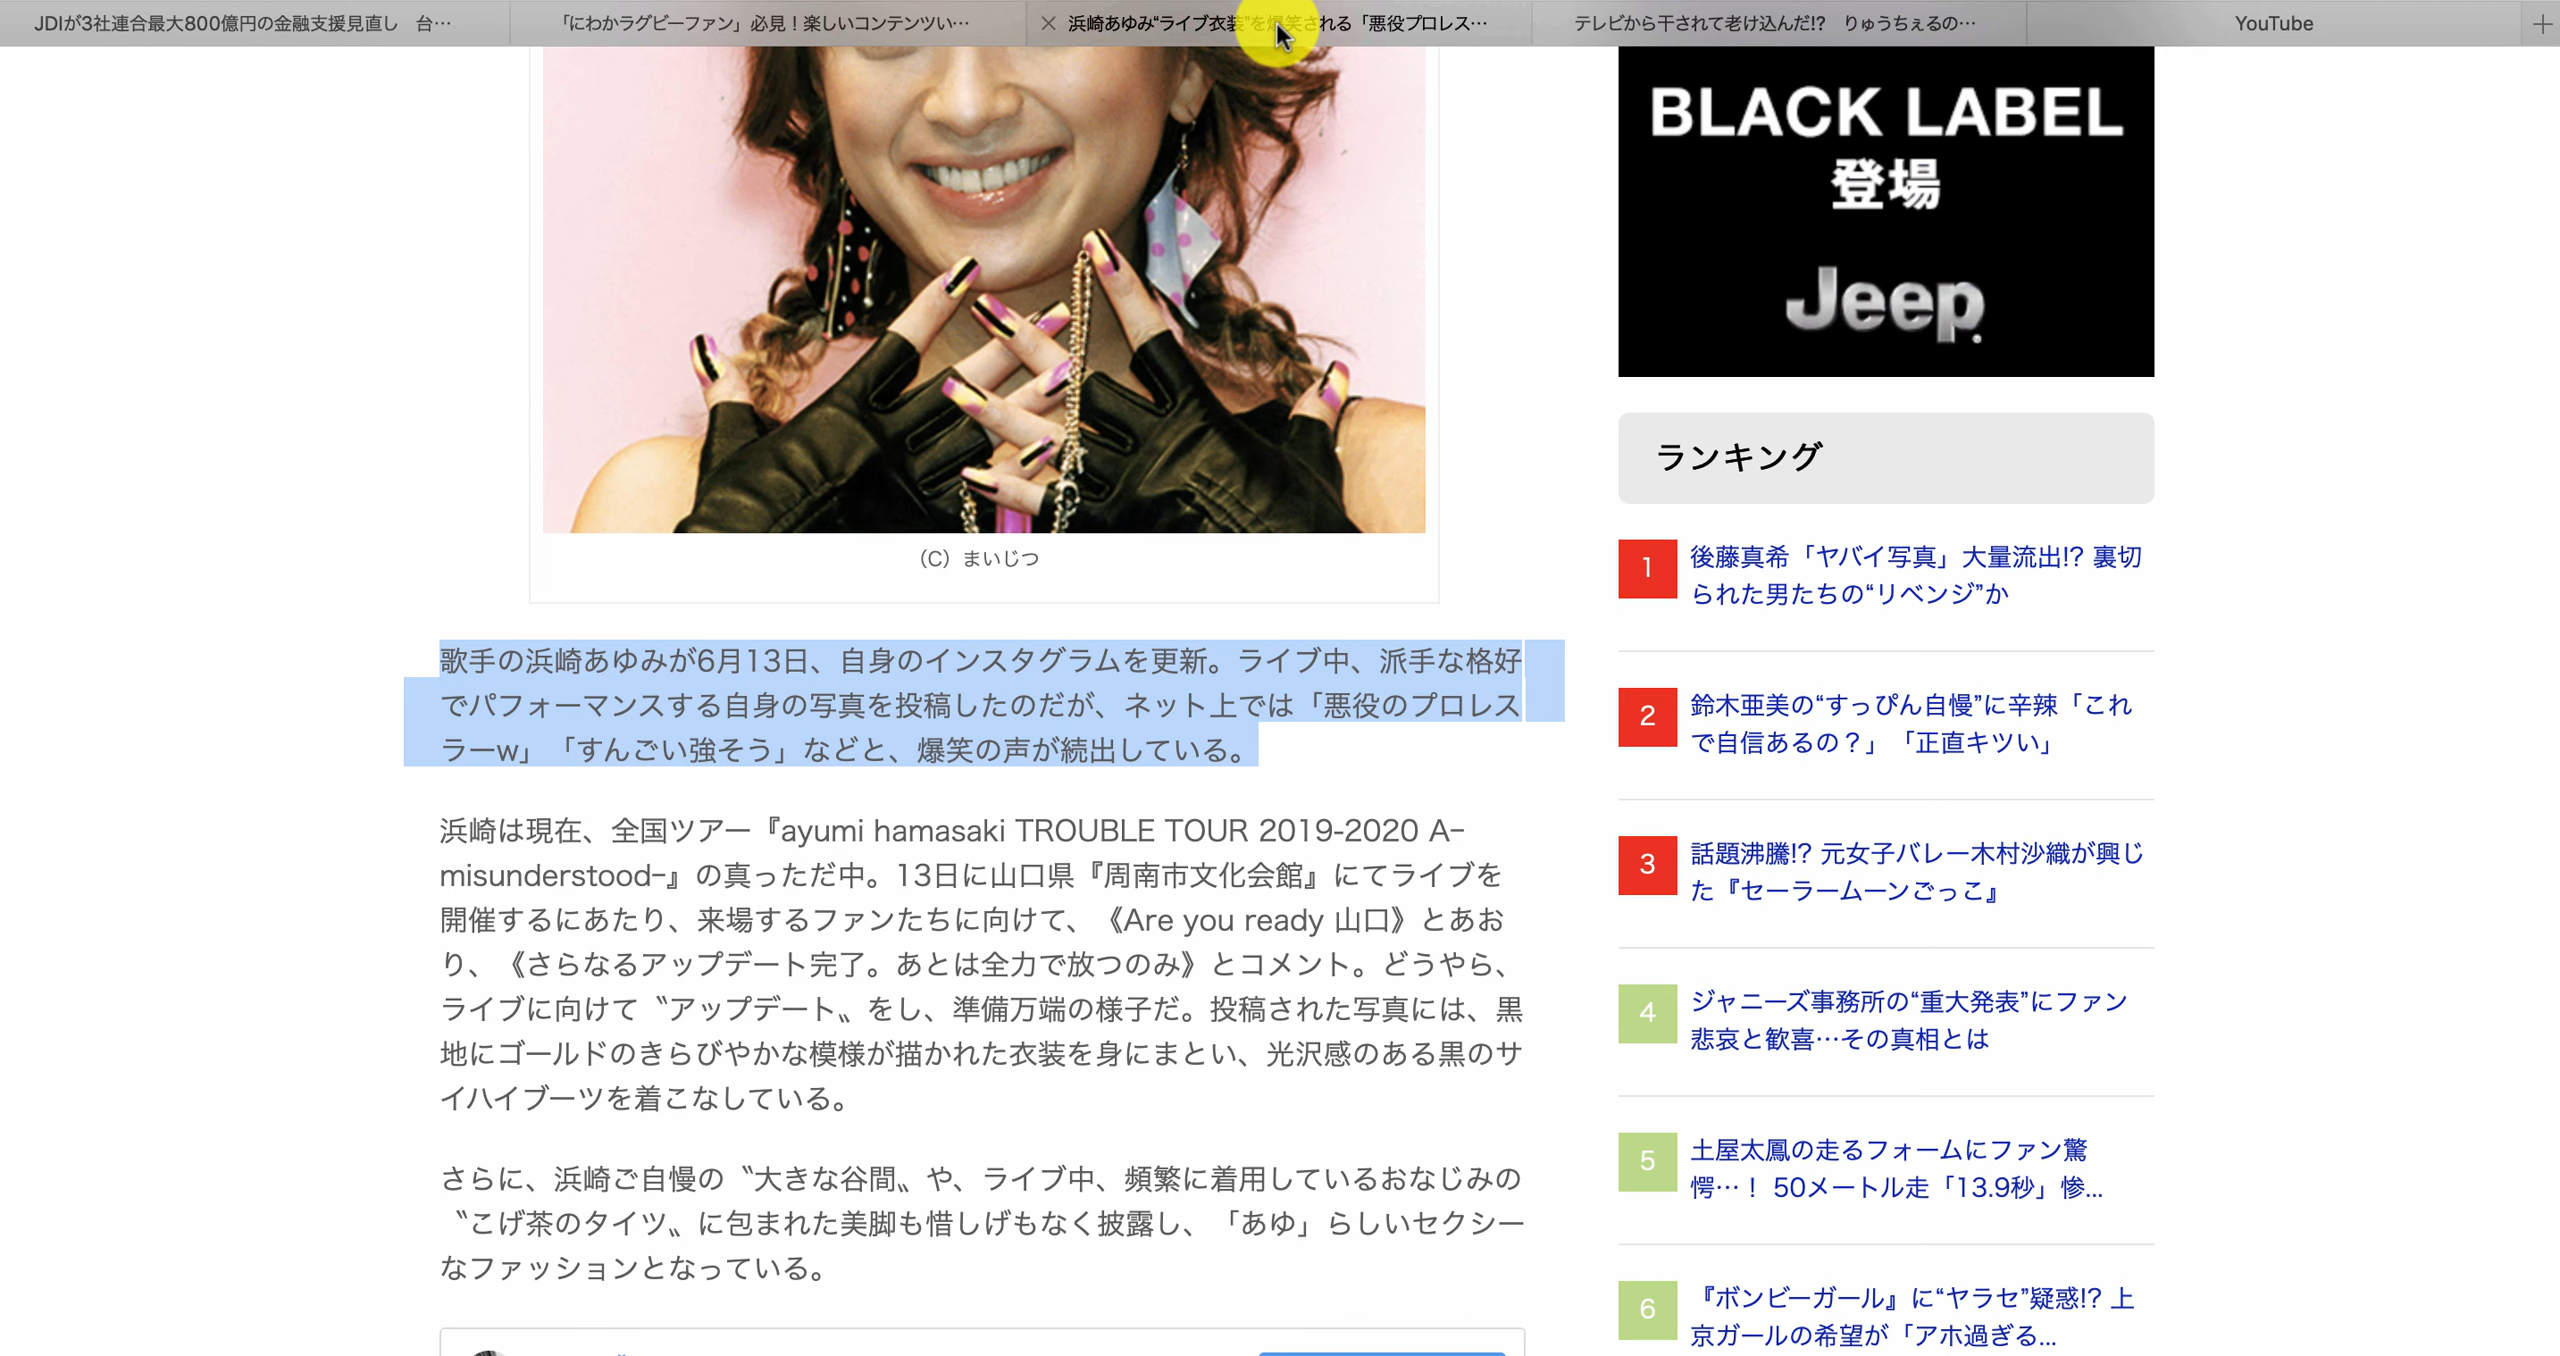 JDIが3社連合最大800億円の金融支援見直し　台…
「にわかラグビーファン」必見！楽しいコンテンツい…
浜崎あゆみ“ライブ衣装”を爆笑される「悪役プロレス…
テレビから干されて老け込んだ!?　りゅうちぇるの…
YouTube
BLACK LABEL
登場
Jeep
（C）まいじつ
歌手の浜崎あゆみが6月13日、自身のインスタグラムを更新。ライブ中、派手な格好
でパフォーマンスする自身の写真を投稿したのだが、ネット上では「悪役のプロレス
ラーw」「すんごい強そう」などと、爆笑の声が続出している。
浜崎は現在、全国ツアー『ayumi hamasaki TROUBLE TOUR 2019-2020 A−
misunderstood−』の真っただ中。13日に山口県『周南市文化会館』にてライブを
開催するにあたり、来場するファンたちに向けて、《Are you ready 山口》とあお
り、《さらなるアップデート完了。あとは全力で放つのみ》とコメント。どうやら、
ライブに向けて〝アップデート〟をし、準備万端の様子だ。投稿された写真には、黒
地にゴールドのきらびやかな模様が描かれた衣装を身にまとい、光沢感のある黒のサ
イハイブーツを着こなしている。
さらに、浜崎ご自慢の〝大きな谷間〟や、ライブ中、頻繁に着用しているおなじみの
〝こげ茶のタイツ〟に包まれた美脚も惜しげもなく披露し、「あゆ」らしいセクシー
なファッションとなっている。
ランキング
1
後藤真希「ヤバイ写真」大量流出!? 裏切
られた男たちの“リベンジ”か
2
鈴木亜美の“すっぴん自慢”に辛辣「これ
で自信あるの？」「正直キツい」
3
話題沸騰!? 元女子バレー木村沙織が興じ
た『セーラームーンごっこ』
4
ジャニーズ事務所の“重大発表”にファン
悲哀と歓喜…その真相とは
5
土屋太鳳の走るフォームにファン驚
愕…！ 50メートル走「13.9秒」惨...
6
『ボンビーガール』に“ヤラセ”疑惑!? 上
京ガールの希望が「アホ過ぎる...